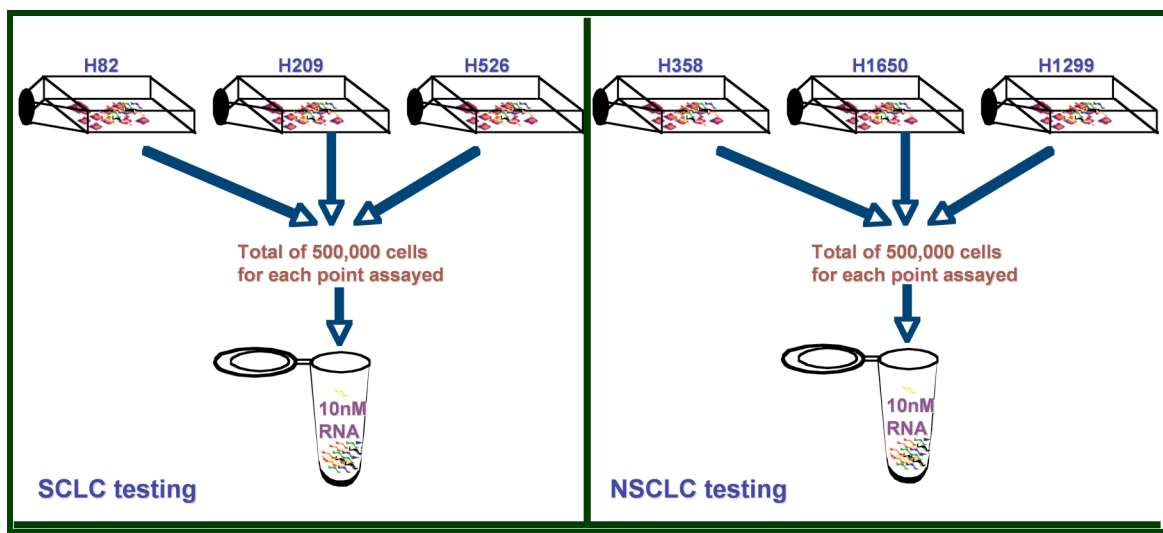 H82
H209
H526
Total of 500,000 cells
for each point assayed
10nM
RNA
SCLC testing
H358
H1650
H1299
Total of 500,000 cells
for each point assayed
10nM
RNA
NSCLC testing